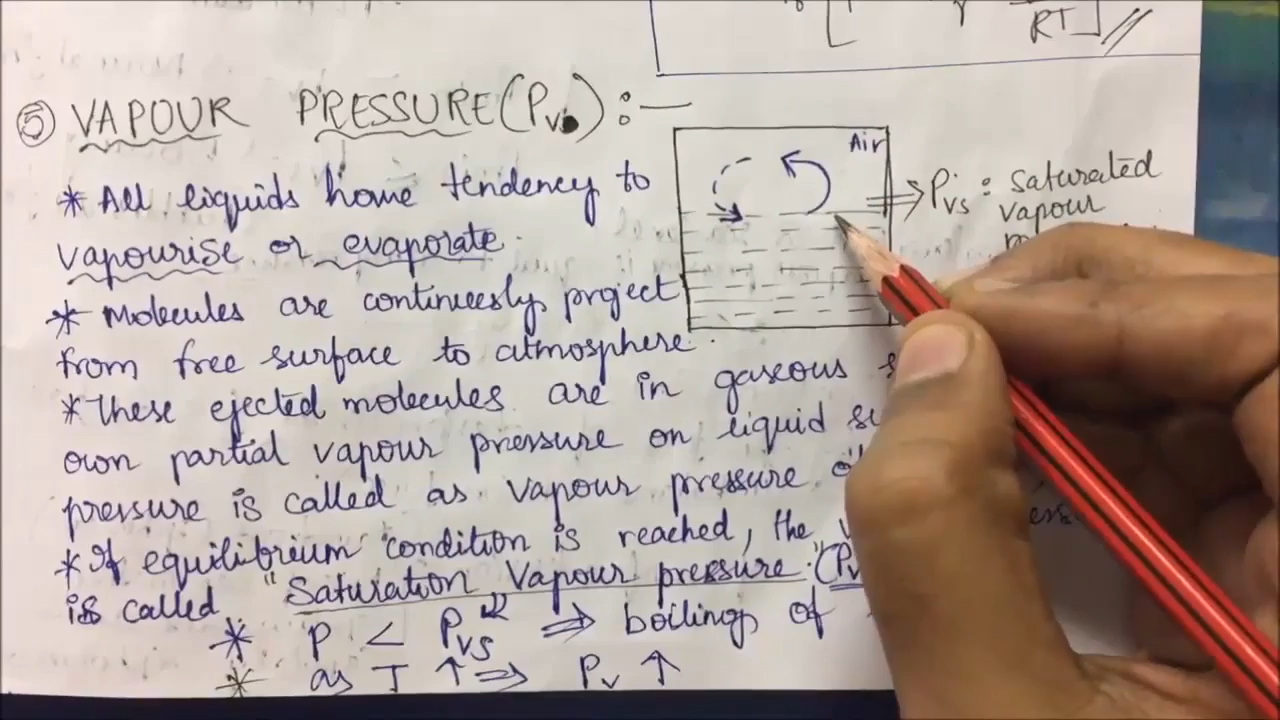 RT
⑤ VAPOUR PRESSURE (Pv) :—
Air
Pvs : saturated
vapour
* All liquids home tendency to
vapourise or evaporate.
* Molecules are continuesly project
from free surface to atmosphere.
* These ejected molecules are in gaseous
own partial vapour pressure on liquid
pressure is called as vapour pressure
* If equilibrium condition is reached, the
is called "Saturation Vapour pressure." (Pv
* P < Pvs ⇒ boiling of
* as T ↑ ⇒ Pv ↑